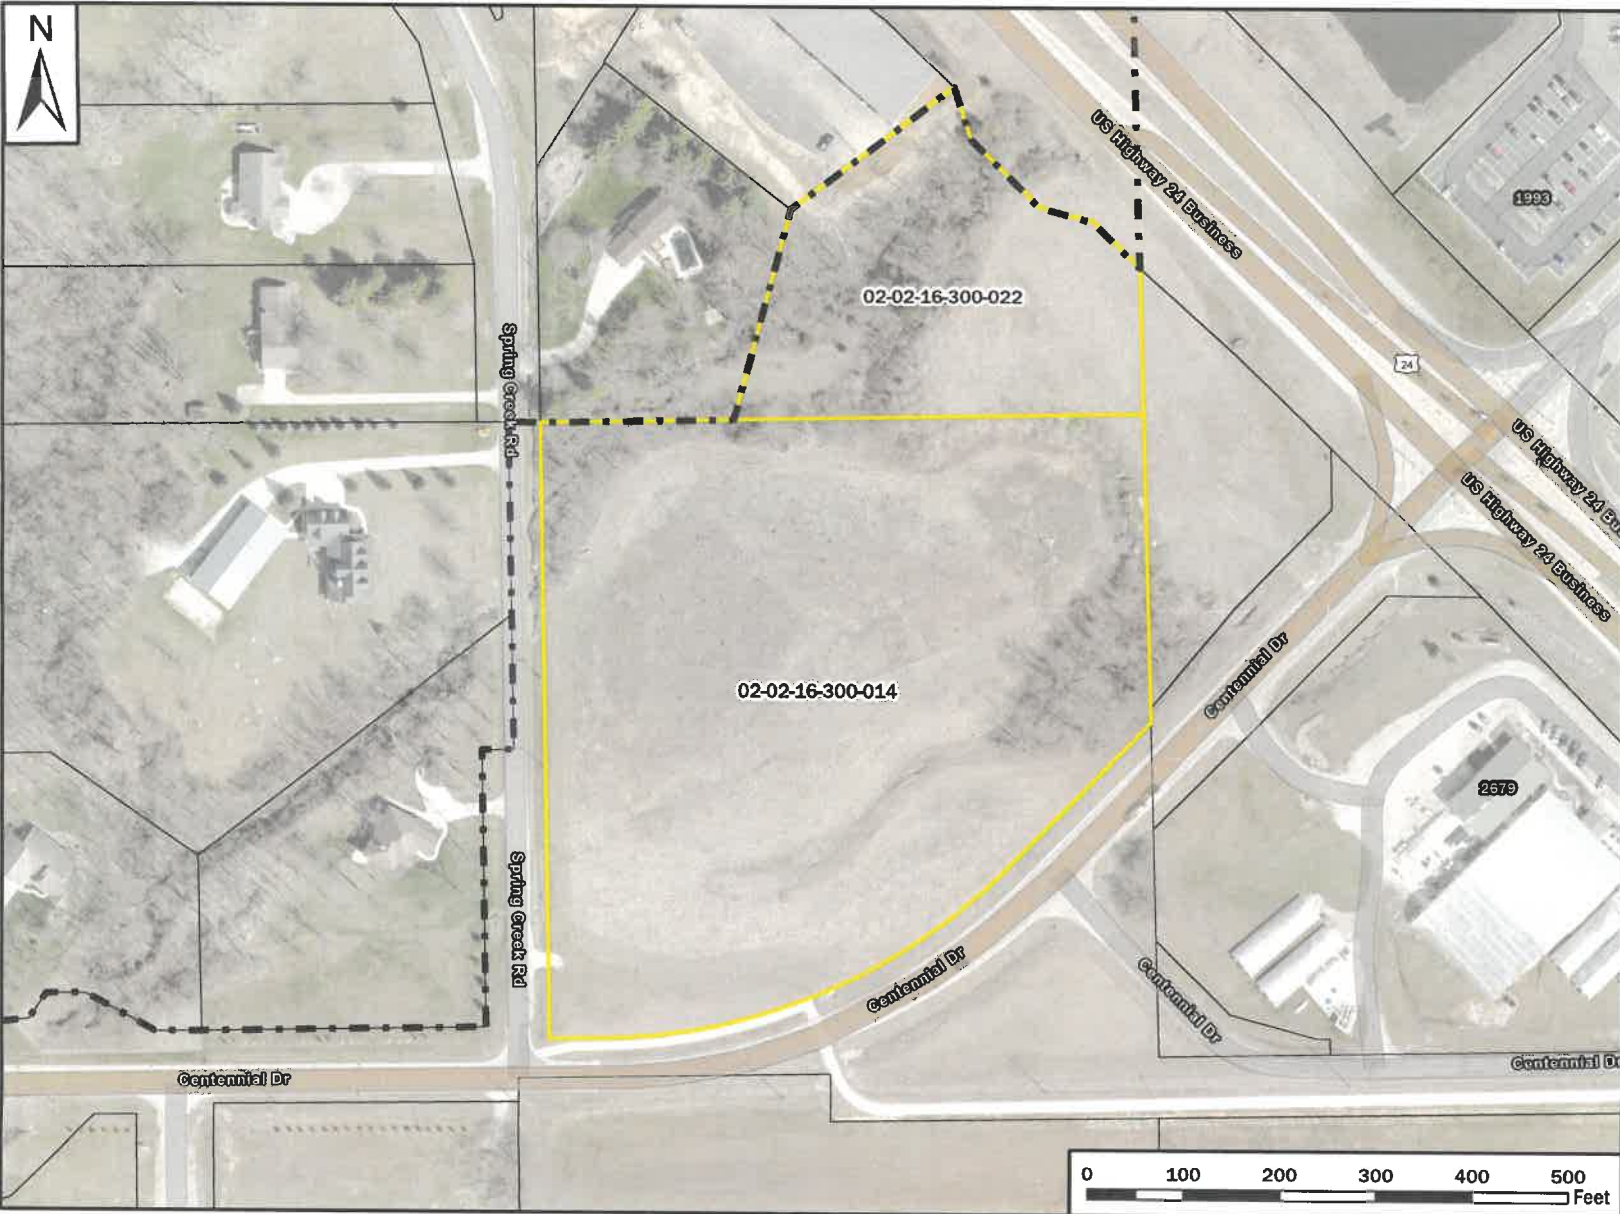 N
US Highway 24 Business
1993
02-02-16-300-022
24
Spring Creek Rd
US Highway 24 Bu
US Highway 24 Business
02-02-16-300-014
Centennial Dr
2679
Spring Creek Rd
Centennial Dr
Centennial Dr
Centennial Dr
Centennial Dr
0 100 200 300 400 500
Feet